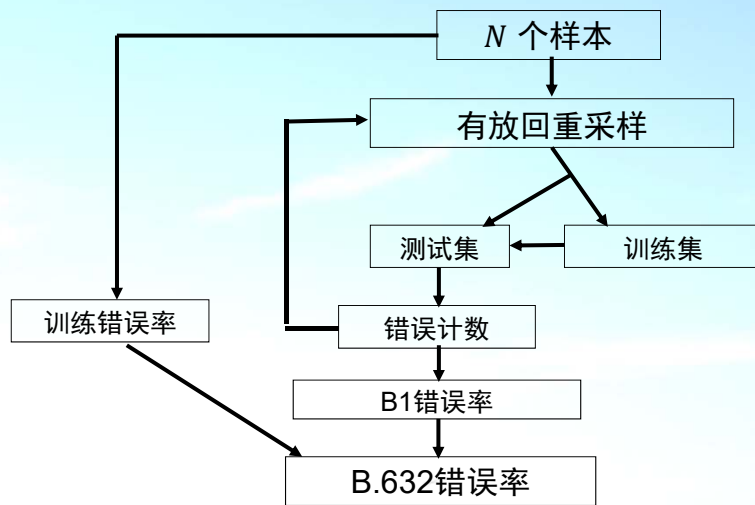 N 个样本
有放回重采样
测试集
训练集
训练错误率
错误计数
B1错误率
B.632错误率